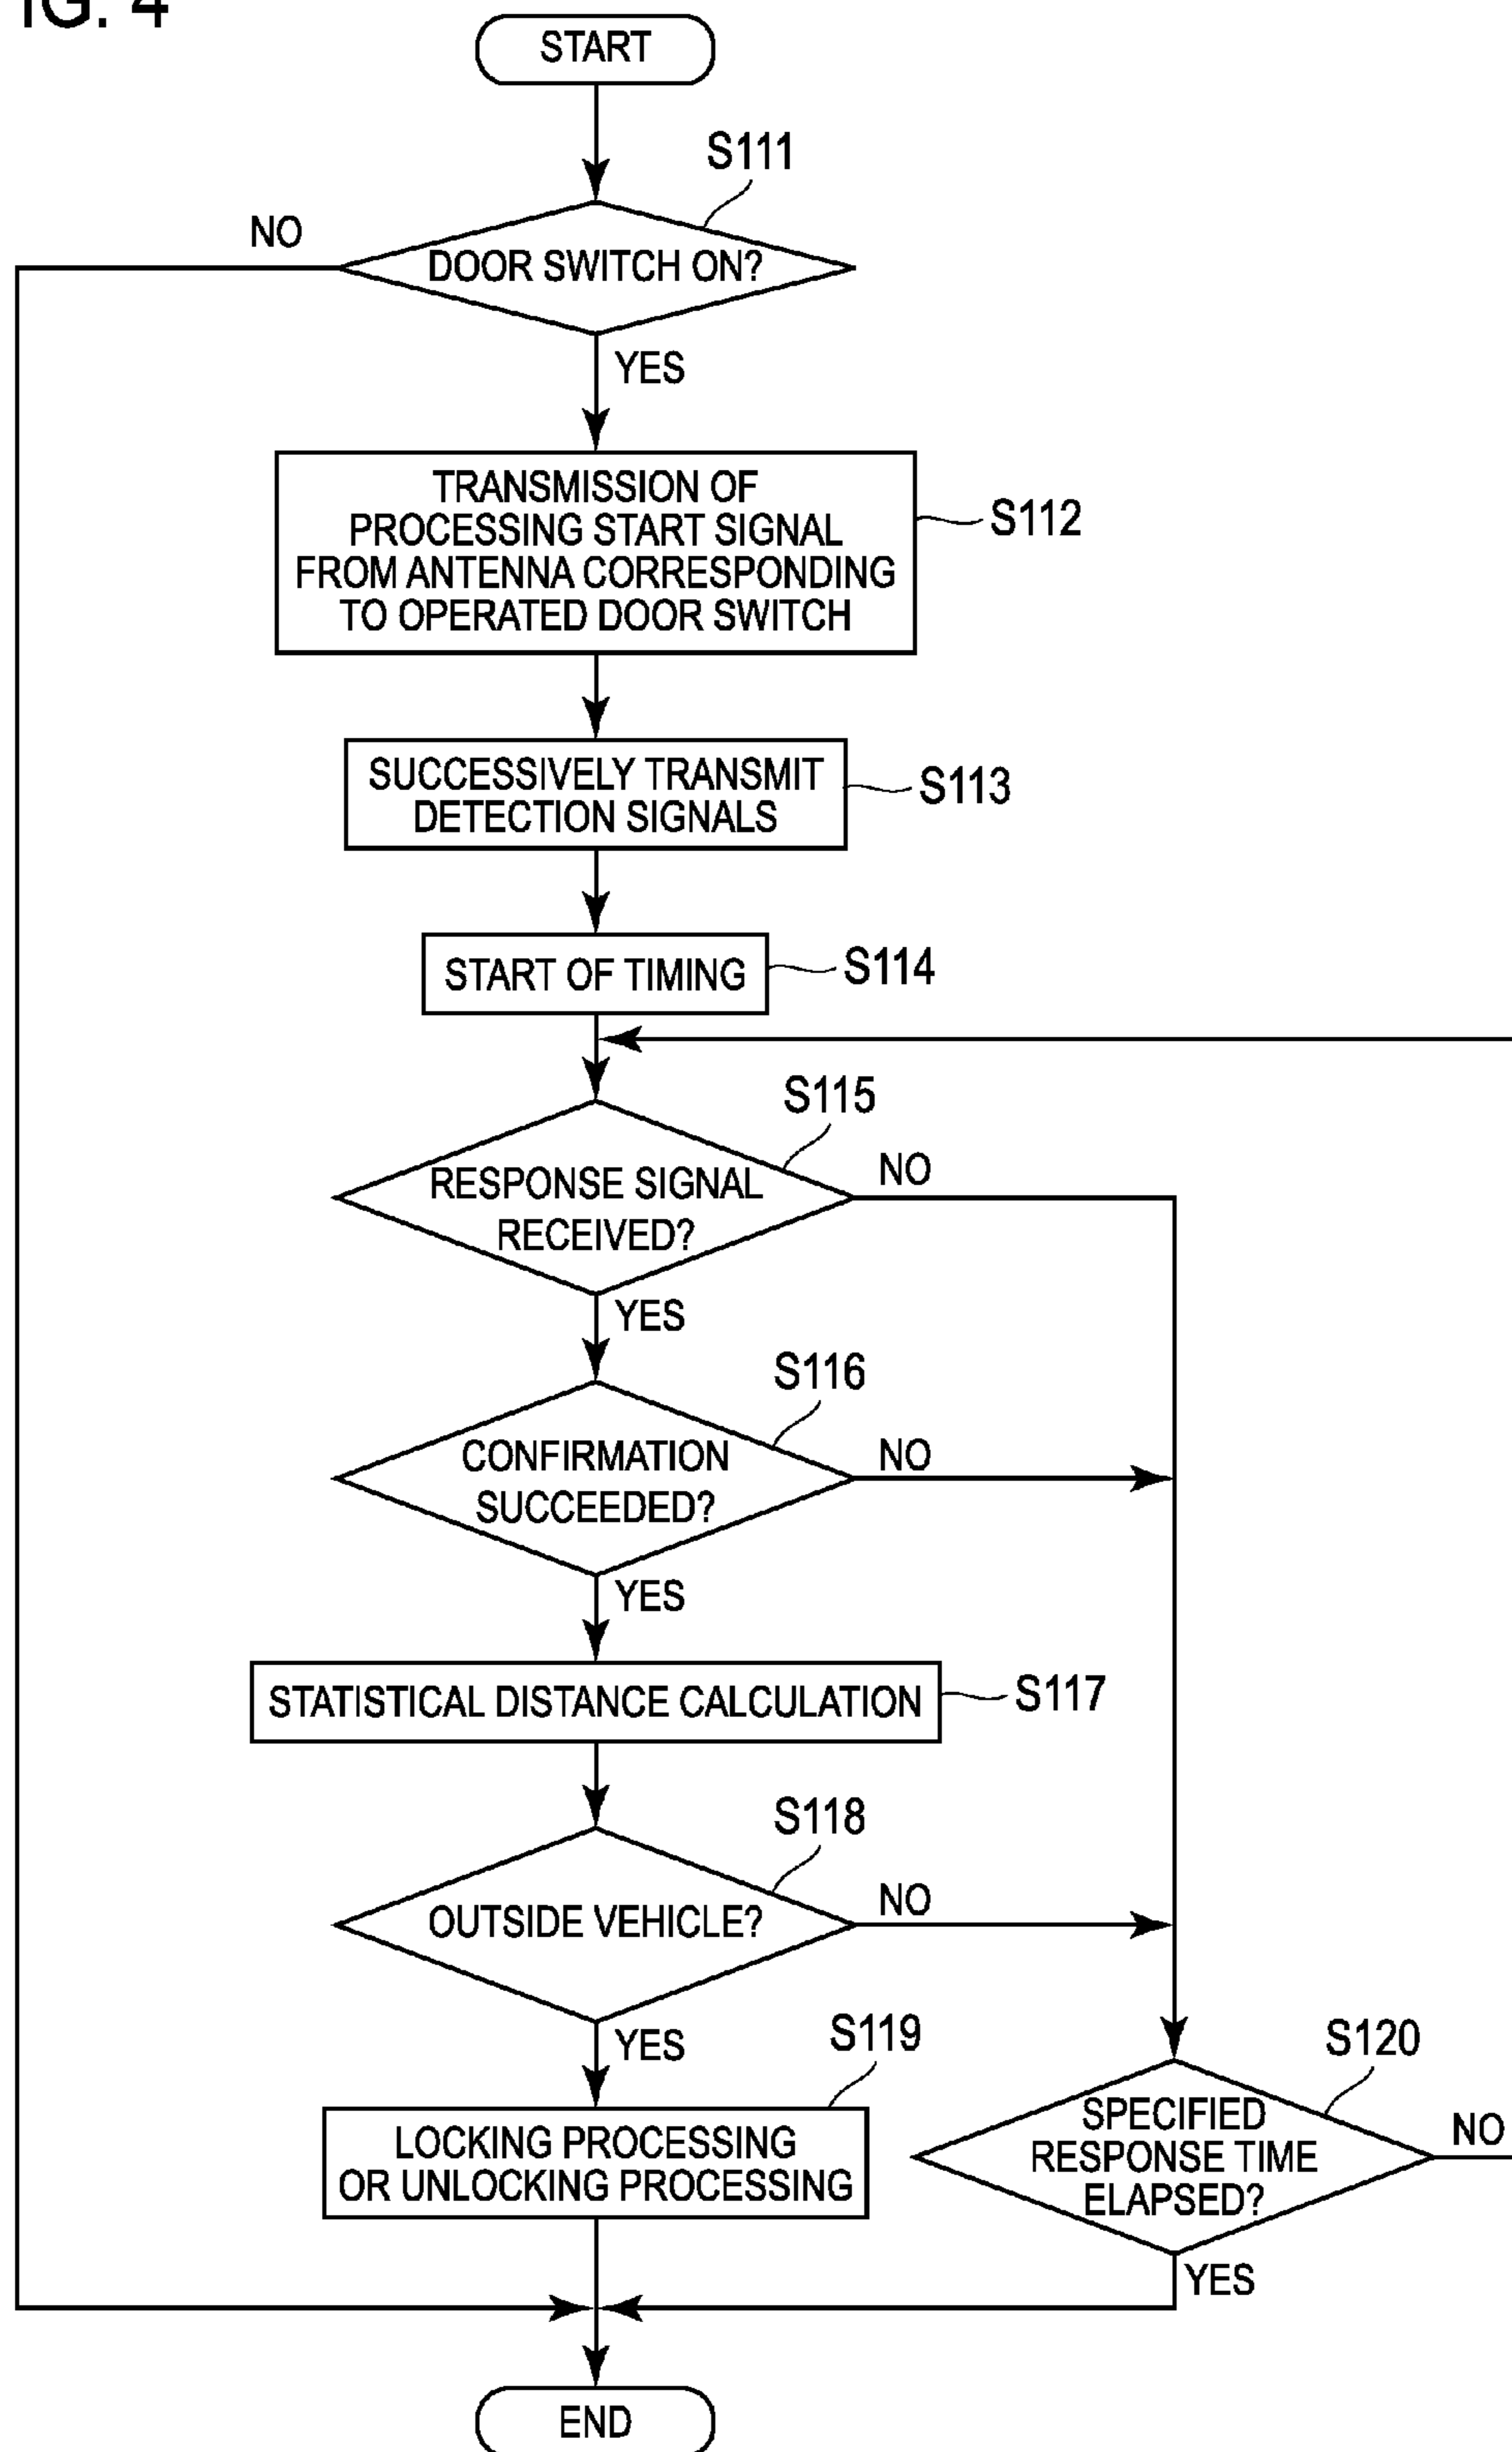 IG. 4
START
S111
NO
DOOR SWITCH ON?
YES
TRANSMISSION OF
PROCESSING START SIGNAL
FROM ANTENNA CORRESPONDING
TO OPERATED DOOR SWITCH
S112
SUCCESSIVELY TRANSMIT
DETECTION SIGNALS
S113
START OF TIMING
S114
S115
RESPONSE SIGNAL
RECEIVED?
NO
YES
S116
CONFIRMATION
SUCCEEDED?
NO
YES
STATISTICAL DISTANCE CALCULATION
S117
S118
OUTSIDE VEHICLE?
NO
YES
S119
LOCKING PROCESSING
OR UNLOCKING PROCESSING
S120
SPECIFIED
RESPONSE TIME
ELAPSED?
NO
YES
END